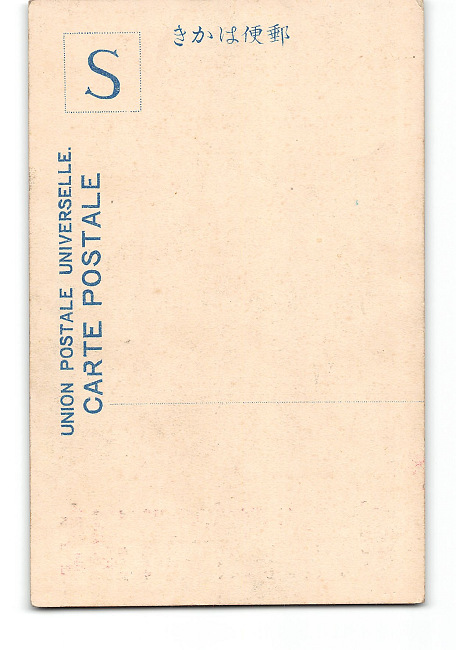 きかは便郵
S
UNION POSTALE UNIVERSELLE.
CARTE POSTALE